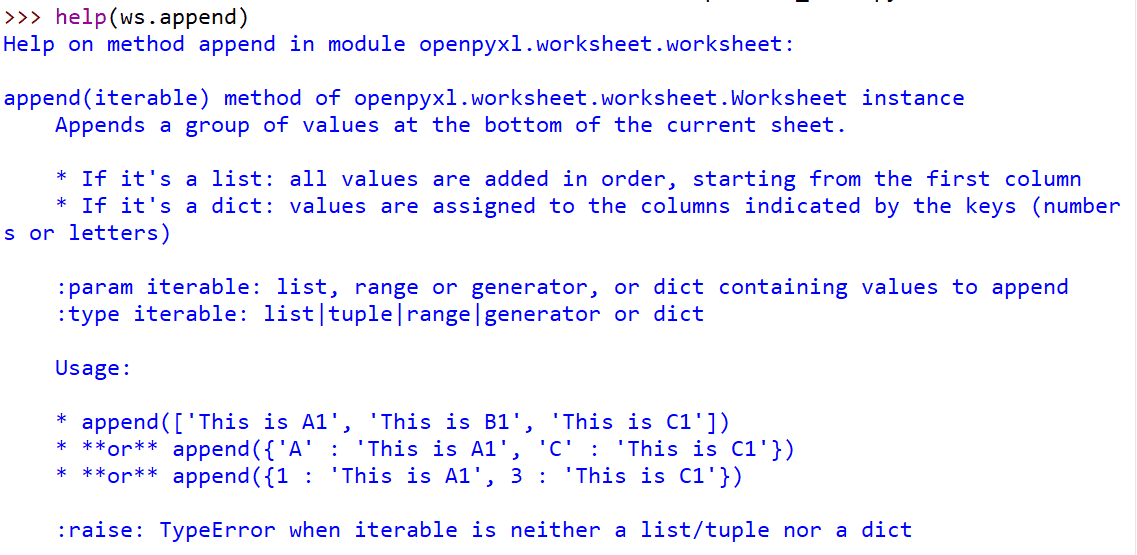 >>> help(ws.append)
Help on method append in module openpyxl.worksheet.worksheet:

append(iterable) method of openpyxl.worksheet.worksheet.Worksheet instance
    Appends a group of values at the bottom of the current sheet.

    * If it's a list: all values are added in order, starting from the first column
    * If it's a dict: values are assigned to the columns indicated by the keys (number
s or letters)

    :param iterable: list, range or generator, or dict containing values to append
    :type iterable: list|tuple|range|generator or dict

    Usage:

    * append(['This is A1', 'This is B1', 'This is C1'])
    * **or** append({'A' : 'This is A1', 'C' : 'This is C1'})
    * **or** append({1 : 'This is A1', 3 : 'This is C1'})

    :raise: TypeError when iterable is neither a list/tuple nor a dict